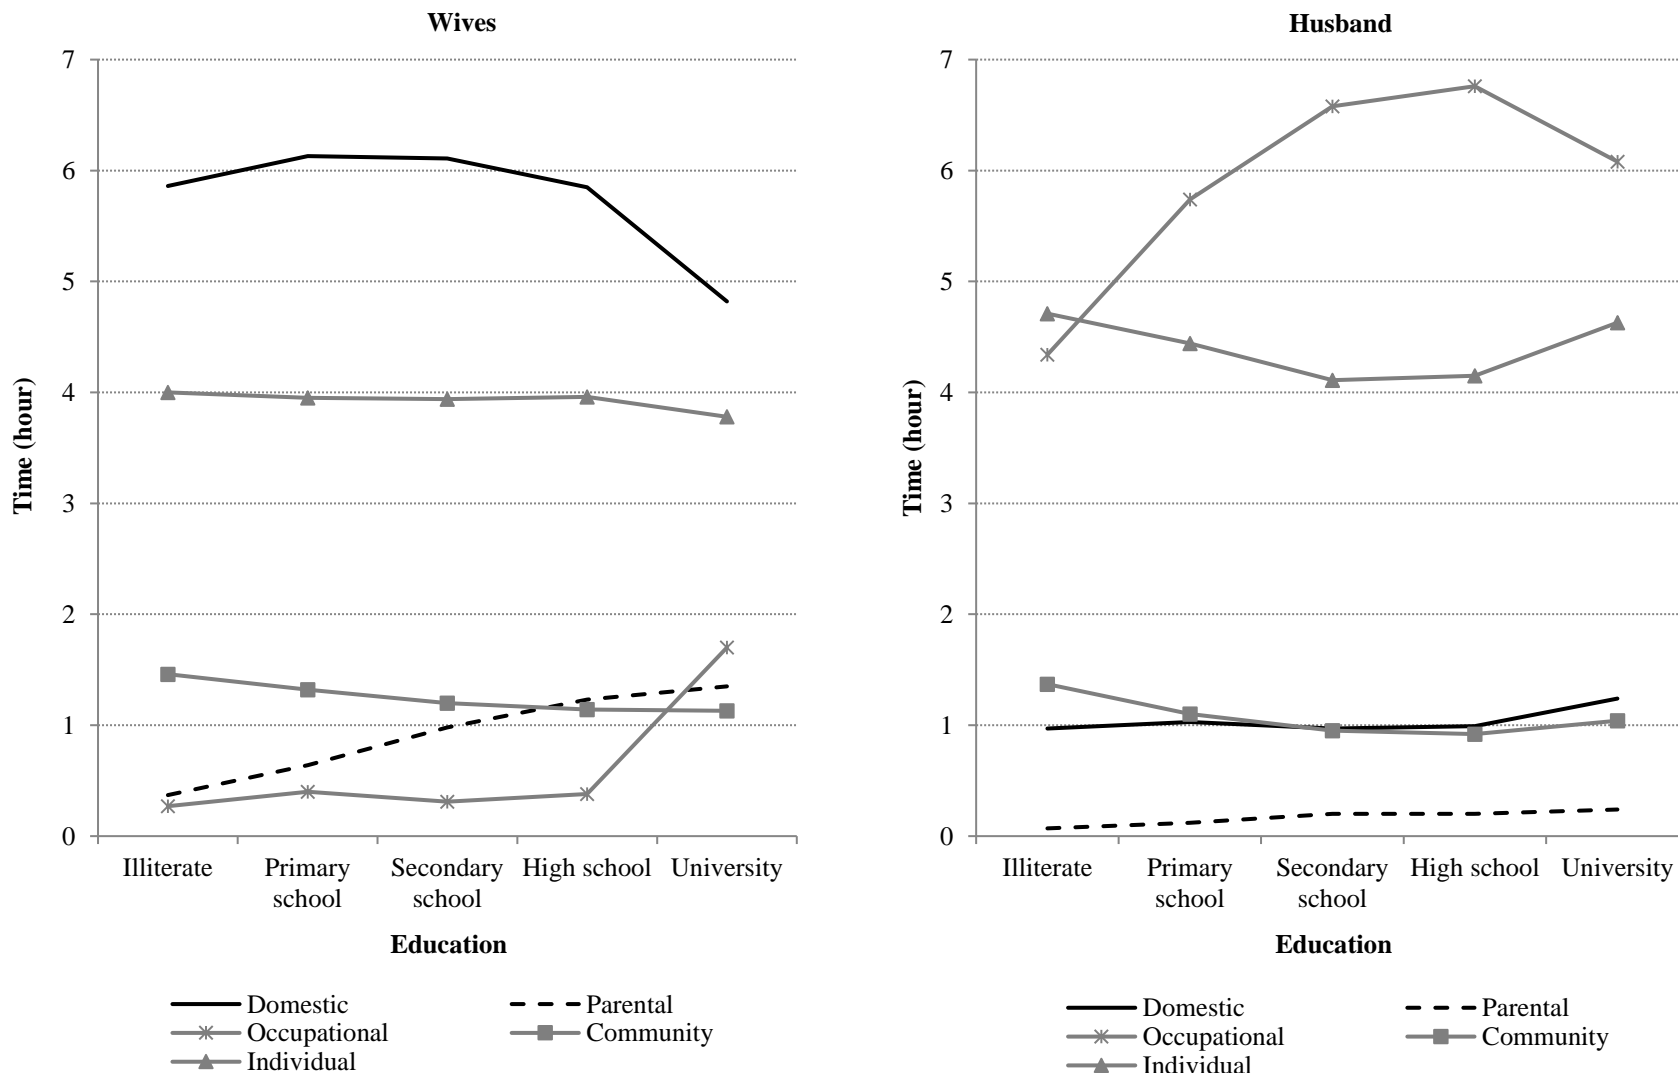 Wives
7
6
5
4
3
2
1
0
Time (hour)
Illiterate
Primary
school
Secondary
school
High school
University
Education
Domestic
Parental
Occupational
Community
Individual
Husband
7
6
5
4
3
2
1
0
Time (hour)
Illiterate
Primary
school
Secondary
school
High school
University
Education
Domestic
Parental
Occupational
Community
Individual